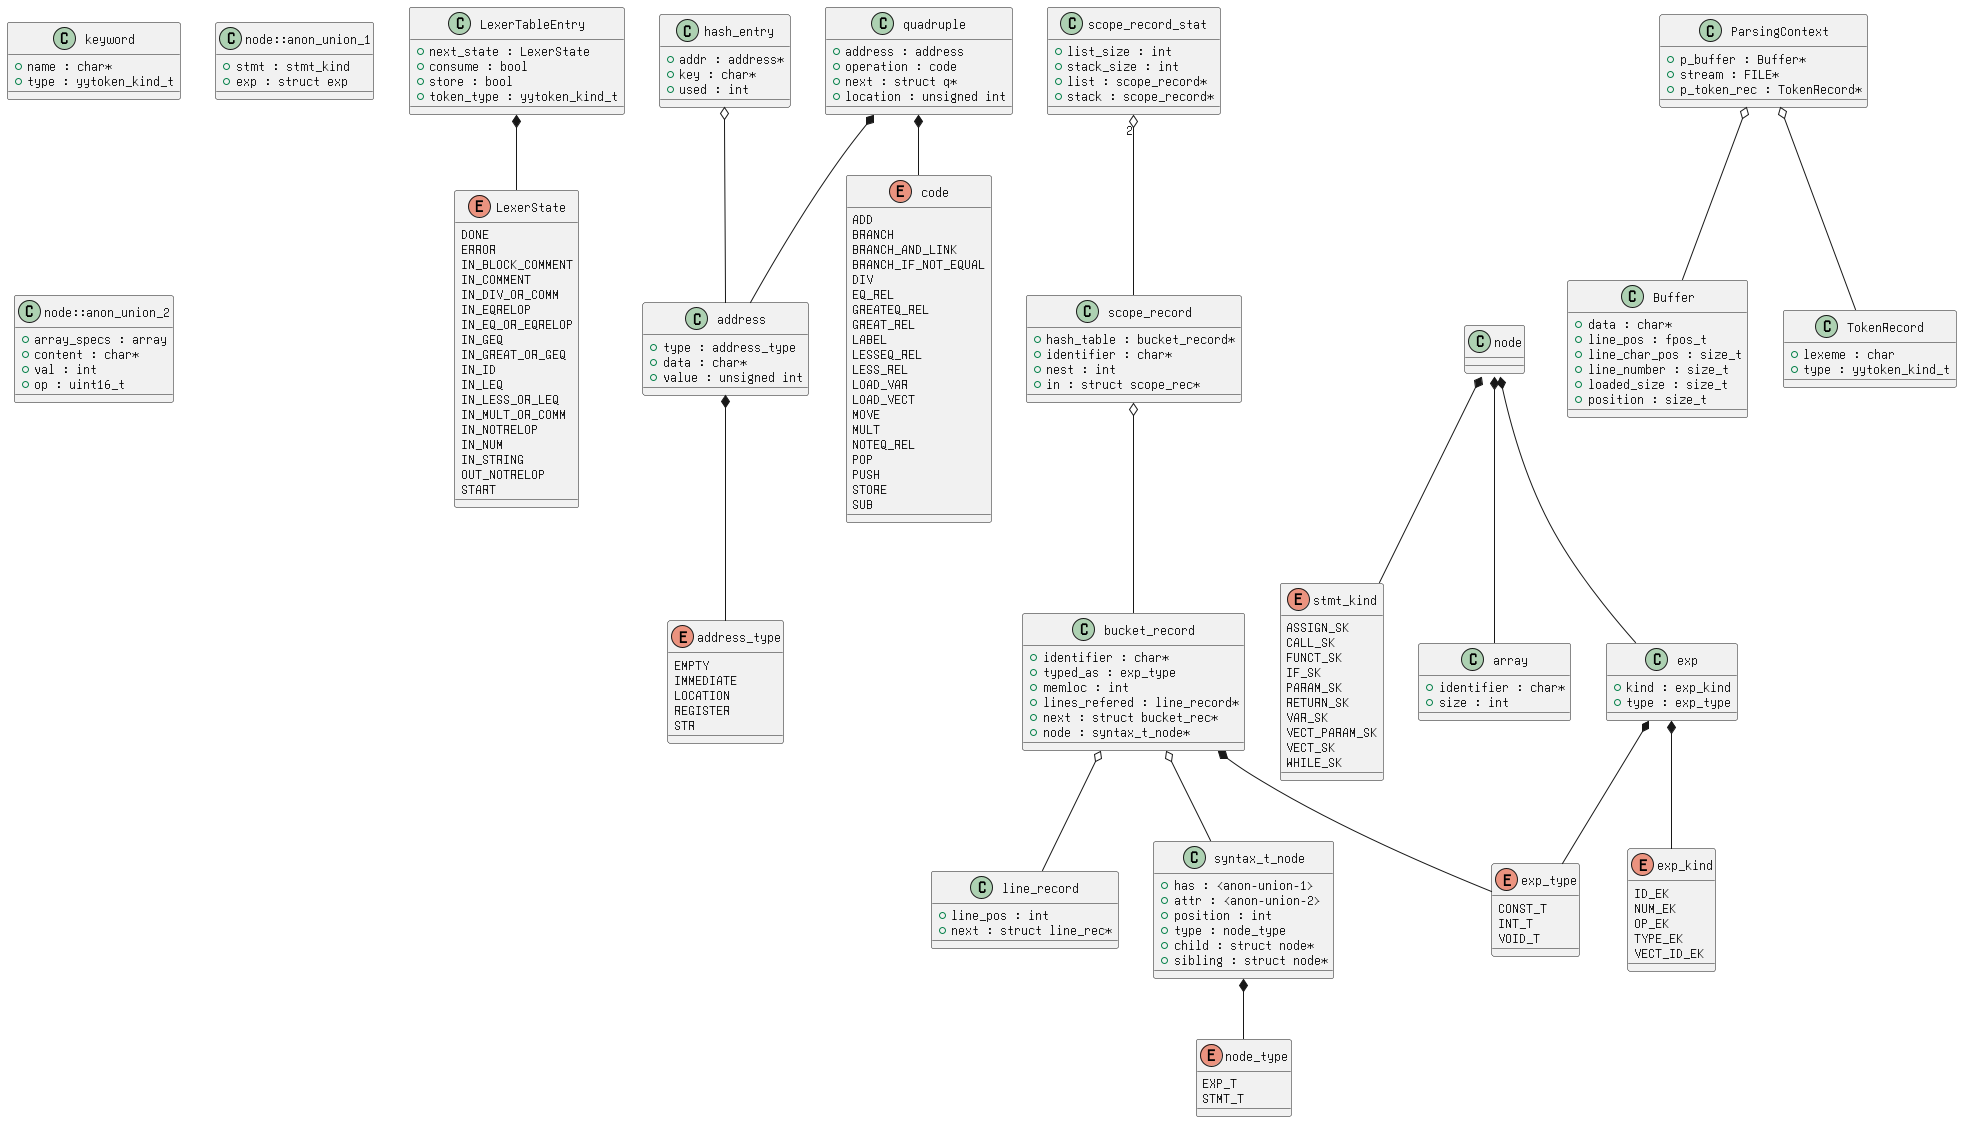 C keyword
name : char*
type : yytoken_kind_t
C node::anon_union_1
stmt : stmt_kind
exp : struct exp
C LexerTableEntry
next_state : LexerState
consume : bool
store : bool
token_type : yytoken_kind_t
C hash_entry
addr : address*
key : char*
used : int
C quadruple
address : address
operation : code
next : struct q*
location : unsigned int
C scope_record_stat
list_size : int
stack_size : int
list : scope_record*
stack : scope_record*
2
C ParsingContext
p_buffer : Buffer*
stream : FILE*
p_token_rec : TokenRecord*
C node::anon_union_2
array_specs : array
content : char*
val : int
op : uint16_t
E LexerState
DONE
ERROR
IN_BLOCK_COMMENT
IN_COMMENT
IN_DIV_OR_COMM
IN_EQRELOP
IN_EQ_OR_EQRELOP
IN_GEQ
IN_GREAT_OR_GEQ
IN_ID
IN_LEQ
IN_LESS_OR_LEQ
IN_MULT_OR_COMM
IN_NOTRELOP
IN_NUM
IN_STRING
OUT_NOTRELOP
START
C address
type : address_type
data : char*
value : unsigned int
E code
ADD
BRANCH
BRANCH_AND_LINK
BRANCH_IF_NOT_EQUAL
DIV
EQ_REL
GREATEQ_REL
GREAT_REL
LABEL
LESSEQ_REL
LESS_REL
LOAD_VAR
LOAD_VECT
MOVE
MULT
NOTEQ_REL
POP
PUSH
STORE
SUB
C scope_record
hash_table : bucket_record*
identifier : char*
nest : int
in : struct scope_rec*
C node
C Buffer
data : char*
line_pos : fpos_t
line_char_pos : size_t
line_number : size_t
loaded_size : size_t
position : size_t
C TokenRecord
lexeme : char
type : yytoken_kind_t
E address_type
EMPTY
IMMEDIATE
LOCATION
REGISTER
STR
C bucket_record
identifier : char*
typed_as : exp_type
memloc : int
lines_refered : line_record*
next : struct bucket_rec*
node : syntax_t_node*
E stmt_kind
ASSIGN_SK
CALL_SK
FUNCT_SK
IF_SK
PARAM_SK
RETURN_SK
VAR_SK
VECT_PARAM_SK
VECT_SK
WHILE_SK
C array
identifier : char*
size : int
C exp
kind : exp_kind
type : exp_type
C line_record
line_pos : int
next : struct line_rec*
C syntax_t_node
has : <anon-union-1>
attr : <anon-union-2>
position : int
type : node_type
child : struct node*
sibling : struct node*
E exp_type
CONST_T
INT_T
VOID_T
E exp_kind
ID_EK
NUM_EK
OP_EK
TYPE_EK
VECT_ID_EK
E node_type
EXP_T
STMT_T